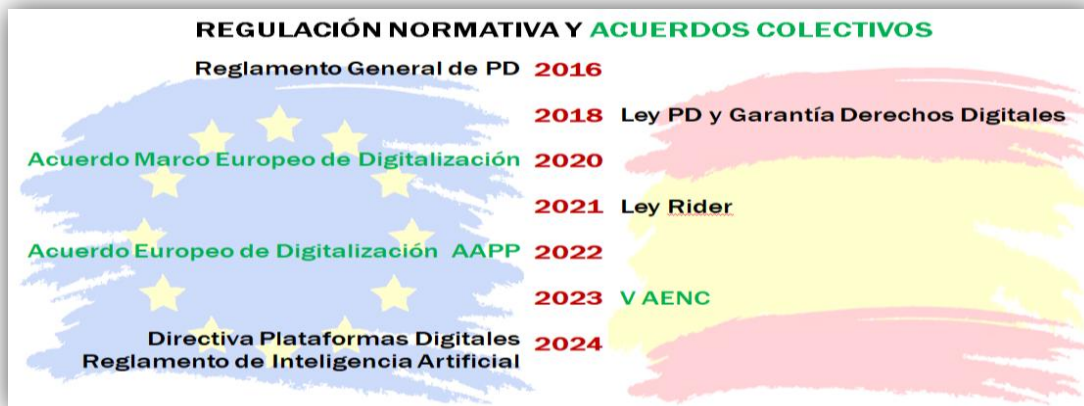 REGULACIÓN NORMATIVA Y ACUERDOS COLECTIVOS
Reglamento General de PD 2016
2018 Ley PD y Garantía Derechos Digitales
Acuerdo Marco Europeo de Digitalización 2020
2021 Ley Rider
Acuerdo Europeo de Digitalización AAPP 2022
2023 V AENC
Directiva Plataformas Digitales 2024
Reglamento de Inteligencia Artificial